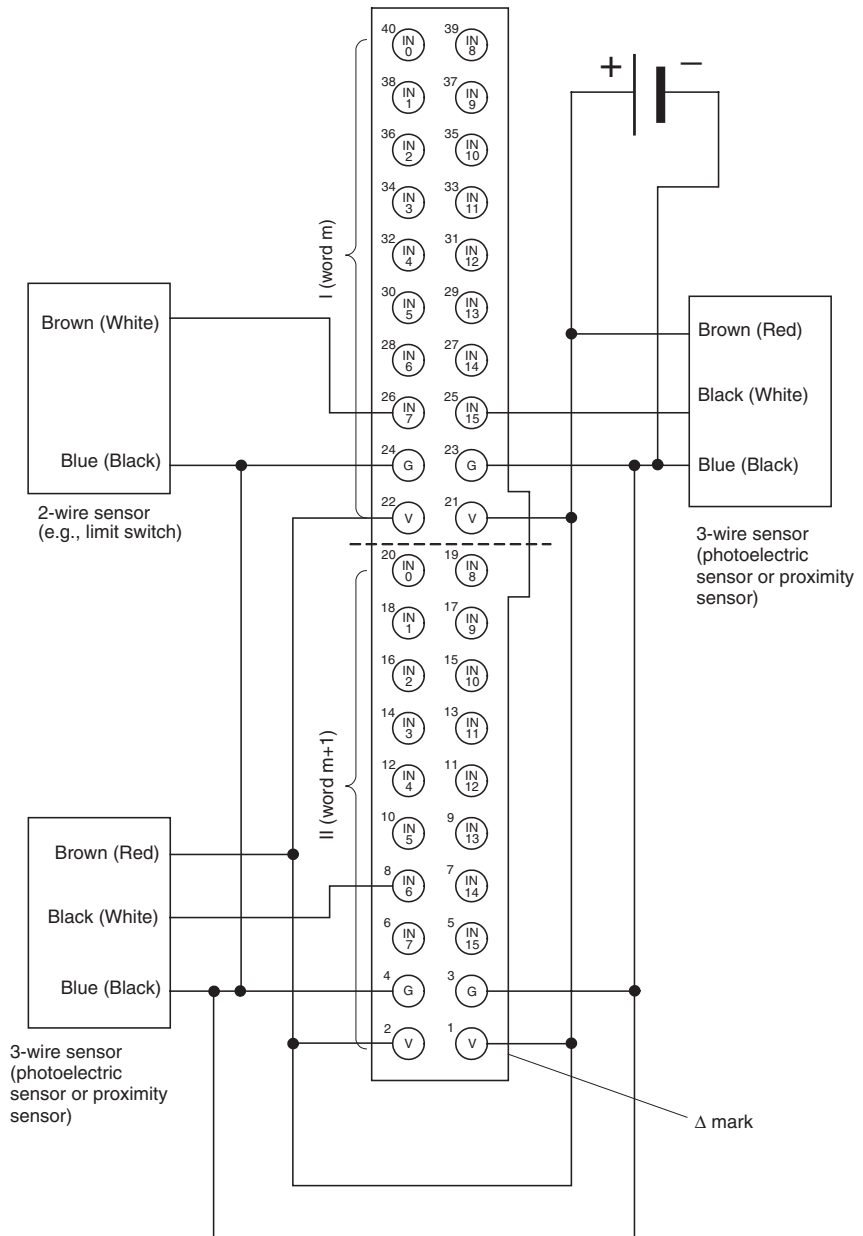 40 IN 0 39 IN 8
+ −
38 IN 1 37 IN 9
36 IN 2 35 IN 10
34 IN 3 33 IN 11
I (word m)
32 IN 4 31 IN 12
30 IN 5 29 IN 13
28 IN 6 27 IN 14
26 IN 7 25 IN 15
24 G 23 G
22 V 21 V
Brown (White)
Blue (Black)
2-wire sensor
(e.g., limit switch)
Brown (Red)
Black (White)
Blue (Black)
3-wire sensor
(photoelectric
sensor or proximity
sensor)
20 IN 0 19 IN 8
18 IN 1 17 IN 9
16 IN 2 15 IN 10
14 IN 3 13 IN 11
II (word m+1)
12 IN 4 11 IN 12
10 IN 5 9 IN 13
8 IN 6 7 IN 14
6 IN 7 5 IN 15
4 G 3 G
2 V 1 V
Brown (Red)
Black (White)
Blue (Black)
3-wire sensor
(photoelectric
sensor or proximity
sensor)
Δ mark